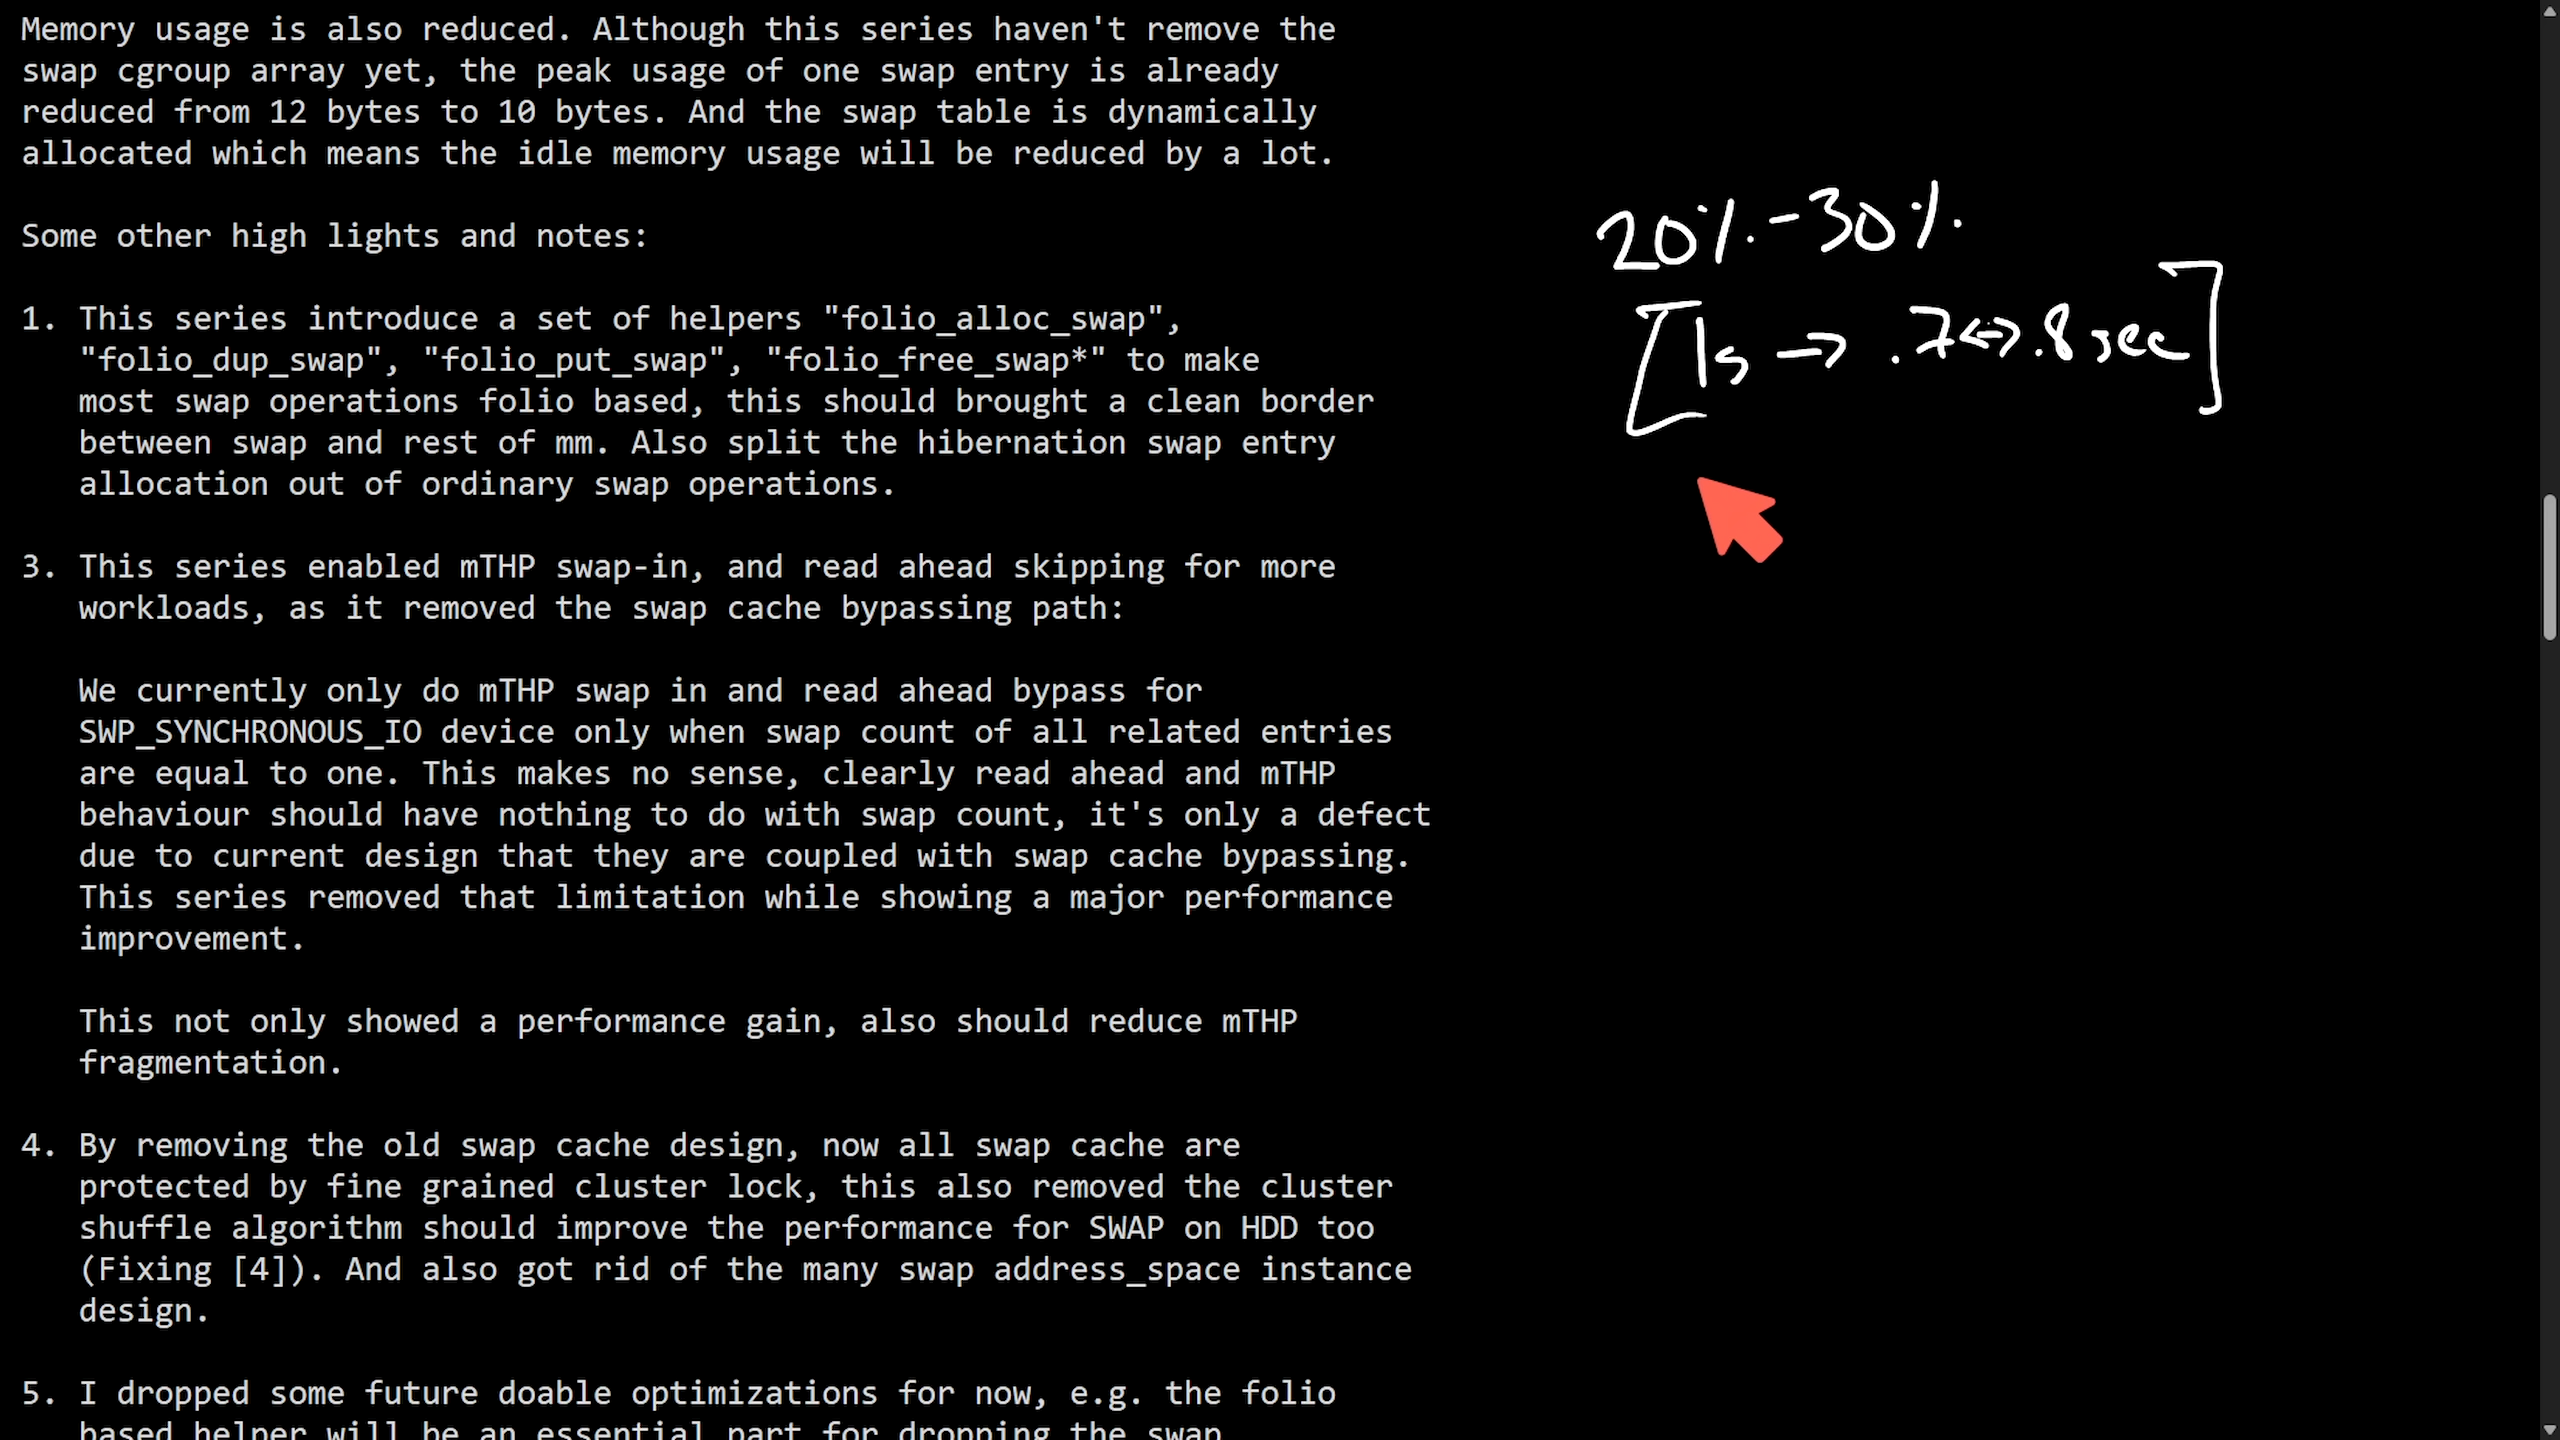 Memory usage is also reduced. Although this series haven't remove the
swap cgroup array yet, the peak usage of one swap entry is already
reduced from 12 bytes to 10 bytes. And the swap table is dynamically
allocated which means the idle memory usage will be reduced by a lot.
Some other high lights and notes:
1. This series introduce a set of helpers "folio_alloc_swap",
"folio_dup_swap", "folio_put_swap", "folio_free_swap*" to make
most swap operations folio based, this should brought a clean border
between swap and rest of mm. Also split the hibernation swap entry
allocation out of ordinary swap operations.
3. This series enabled mTHP swap-in, and read ahead skipping for more
workloads, as it removed the swap cache bypassing path:
We currently only do mTHP swap in and read ahead bypass for
SWP_SYNCHRONOUS_IO device only when swap count of all related entries
are equal to one. This makes no sense, clearly read ahead and mTHP
behaviour should have nothing to do with swap count, it's only a defect
due to current design that they are coupled with swap cache bypassing.
This series removed that limitation while showing a major performance
improvement.
This not only showed a performance gain, also should reduce mTHP
fragmentation.
4. By removing the old swap cache design, now all swap cache are
protected by fine grained cluster lock, this also removed the cluster
shuffle algorithm should improve the performance for SWAP on HDD too
(Fixing [4]). And also got rid of the many swap address_space instance
design.
5. I dropped some future doable optimizations for now, e.g. the folio
based helper will be an essential part for dropping the swap
20%-30%
[1s → .7↔.8 sec]